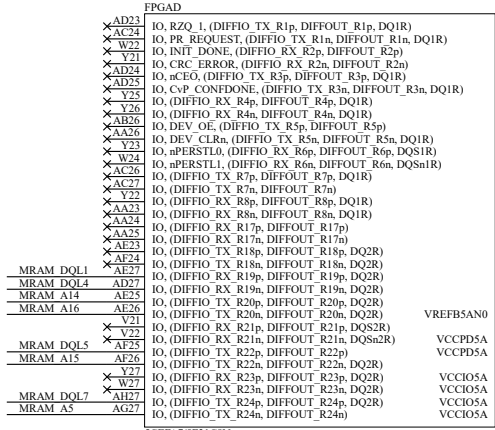 FPGAD
AD23 IO, RZQ_1, (DIFFIO_TX_R1p, DIFFOUT_R1p, DQ1R)
AC24 IO, PR_REQUEST, (DIFFIO_TX_R1n, DIFFOUT_R1n, DQ1R)
W22 IO, INIT_DONE, (DIFFIO_RX_R2p, DIFFOUT_R2p)
Y21 IO, CRC_ERROR, (DIFFIO_RX_R2n, DIFFOUT_R2n)
AD24 IO, nCEO, (DIFFIO_TX_R3p, DIFFOUT_R3p, DQ1R)
AD25 IO, CvP_CONFDONE, (DIFFIO_TX_R3n, DIFFOUT_R3n, DQ1R)
Y25 IO, (DIFFIO_RX_R4p, DIFFOUT_R4p, DQ1R)
Y26 IO, (DIFFIO_RX_R4n, DIFFOUT_R4n, DQ1R)
AB26 IO, DEV_OE, (DIFFIO_TX_R5p, DIFFOUT_R5p)
AA26 IO, DEV_CLRn, (DIFFIO_TX_R5n, DIFFOUT_R5n, DQ1R)
Y23 IO, nPERSTL0, (DIFFIO_RX_R6p, DIFFOUT_R6p, DQS1R)
W24 IO, nPERSTL1, (DIFFIO_RX_R6n, DIFFOUT_R6n, DQSn1R)
AC26 IO, (DIFFIO_TX_R7p, DIFFOUT_R7p, DQ1R)
AC27 IO, (DIFFIO_TX_R7n, DIFFOUT_R7n)
Y22 IO, (DIFFIO_RX_R8p, DIFFOUT_R8p, DQ1R)
AA23 IO, (DIFFIO_RX_R8n, DIFFOUT_R8n, DQ1R)
AA24 IO, (DIFFIO_RX_R17p, DIFFOUT_R17p)
AA25 IO, (DIFFIO_RX_R17n, DIFFOUT_R17n)
AE23 IO, (DIFFIO_TX_R18p, DIFFOUT_R18p, DQ2R)
AF24 IO, (DIFFIO_TX_R18n, DIFFOUT_R18n, DQ2R)
MRAM_DQL1 AE27 IO, (DIFFIO_RX_R19p, DIFFOUT_R19p, DQ2R)
MRAM_DQL4 AD27 IO, (DIFFIO_RX_R19n, DIFFOUT_R19n, DQ2R)
MRAM_A14 AE25 IO, (DIFFIO_TX_R20p, DIFFOUT_R20p, DQ2R)
MRAM_A16 AE26 IO, (DIFFIO_TX_R20n, DIFFOUT_R20n, DQ2R) VREFB5AN0
V21 IO, (DIFFIO_RX_R21p, DIFFOUT_R21p, DQS2R)
V22 IO, (DIFFIO_RX_R21n, DIFFOUT_R21n, DQSn2R) VCCPD5A
MRAM_DQL5 AF25 IO, (DIFFIO_TX_R22p, DIFFOUT_R22p) VCCPD5A
MRAM_A15 AF26 IO, (DIFFIO_TX_R22n, DIFFOUT_R22n, DQ2R)
Y27 IO, (DIFFIO_RX_R23p, DIFFOUT_R23p, DQ2R) VCCIO5A
W27 IO, (DIFFIO_RX_R23n, DIFFOUT_R23n, DQ2R) VCCIO5A
MRAM_DQL7 AH27 IO, (DIFFIO_TX_R24p, DIFFOUT_R24p, DQ2R) VCCIO5A
MRAM_A5 AG27 IO, (DIFFIO_TX_R24n, DIFFOUT_R24n) VCCIO5A